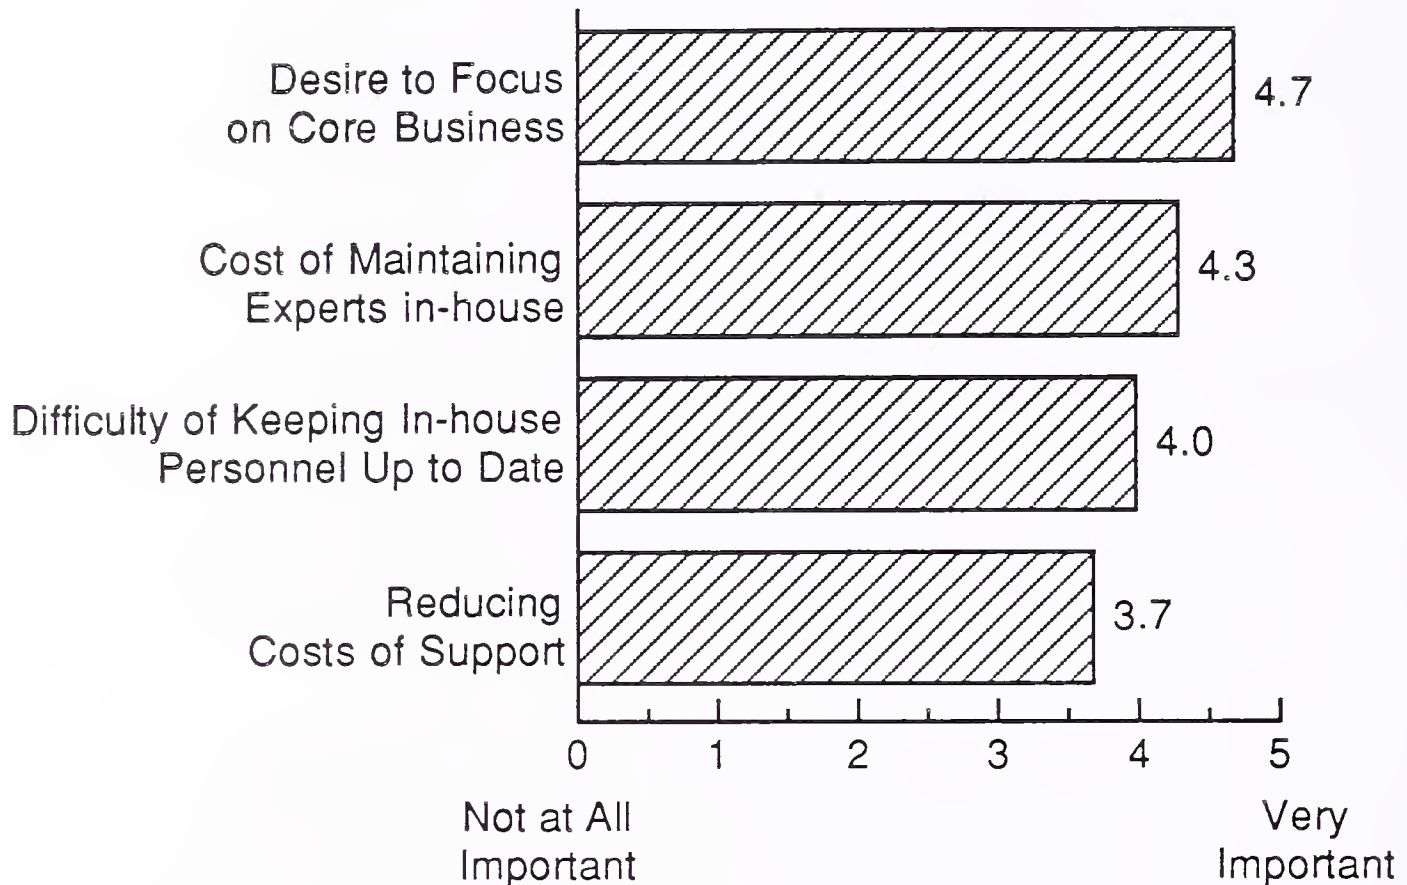 Desire to Focus
on Core Business
4.7
Cost of Maintaining
Experts in-house
4.3
Difficulty of Keeping In-house
Personnel Up to Date
4.0
Reducing
Costs of Support
3.7
0 1 2 3 4 5
Not at All
Important
Very
Important